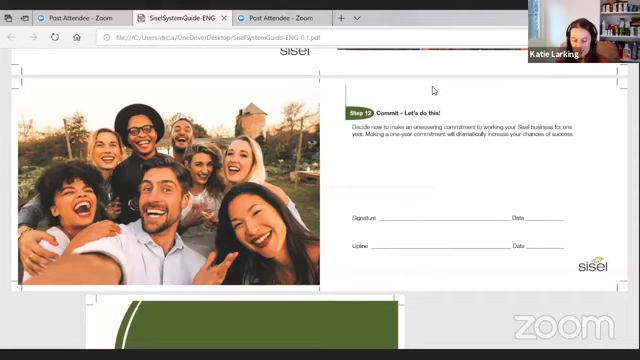 Post Attendee - Zoom
SiselSystemGuide-ENG
Post Attendee - Zoom
file:///C:/Users/drcua/OneDrive/Desktop/SiselSystemGuide-ENG-0.1.pdf
Katie Larking
sisel
Step 12 Commit – Let's do this!
Decide now to make an unwavering commitment to working your Sisel business for one
year. Making a one-year commitment will dramatically increase your chances of success.
Signature Date
Upline Date
sisel
zoom